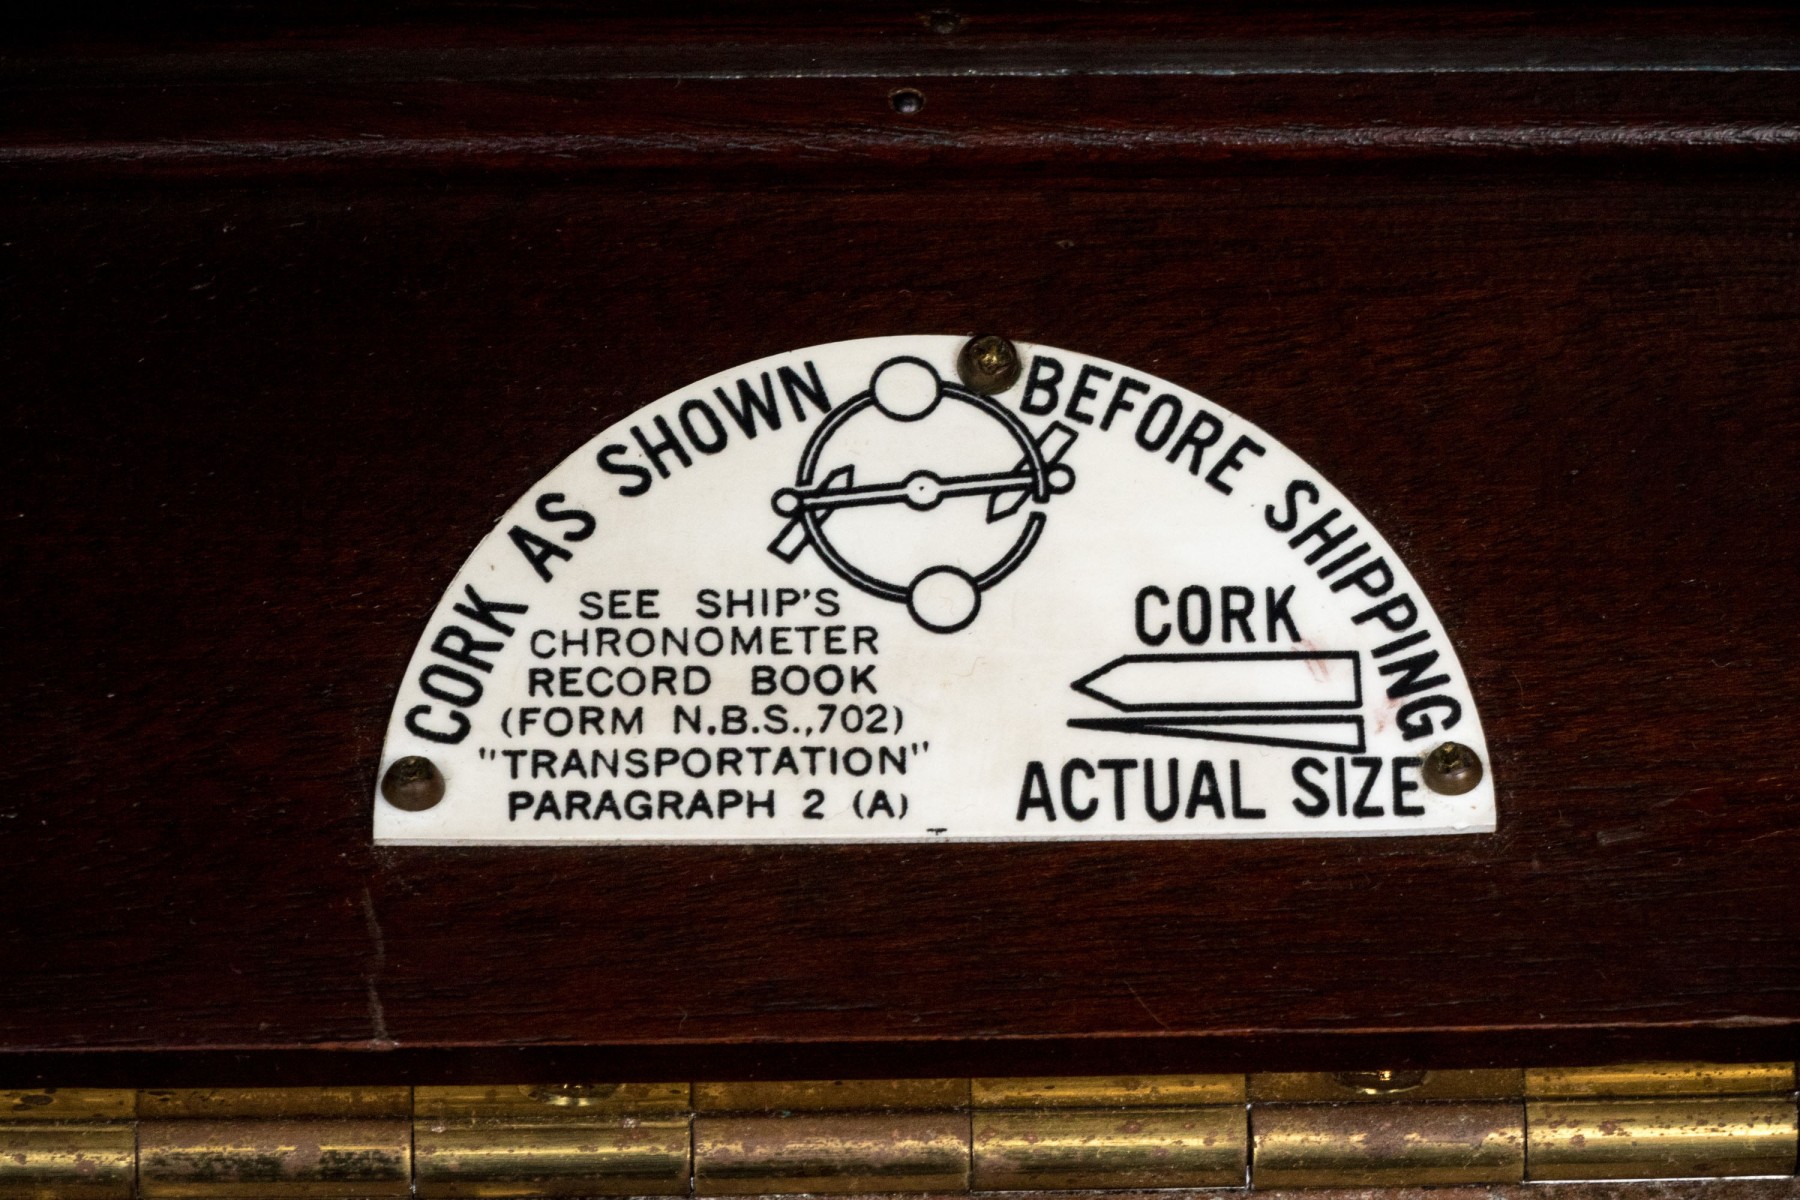 CORK AS SHOWN BEFORE SHIPPING
SEE SHIP'S
CHRONOMETER
RECORD BOOK
(FORM N.B.S.,702)
"TRANSPORTATION"
PARAGRAPH 2 (A)
CORK
ACTUAL SIZE